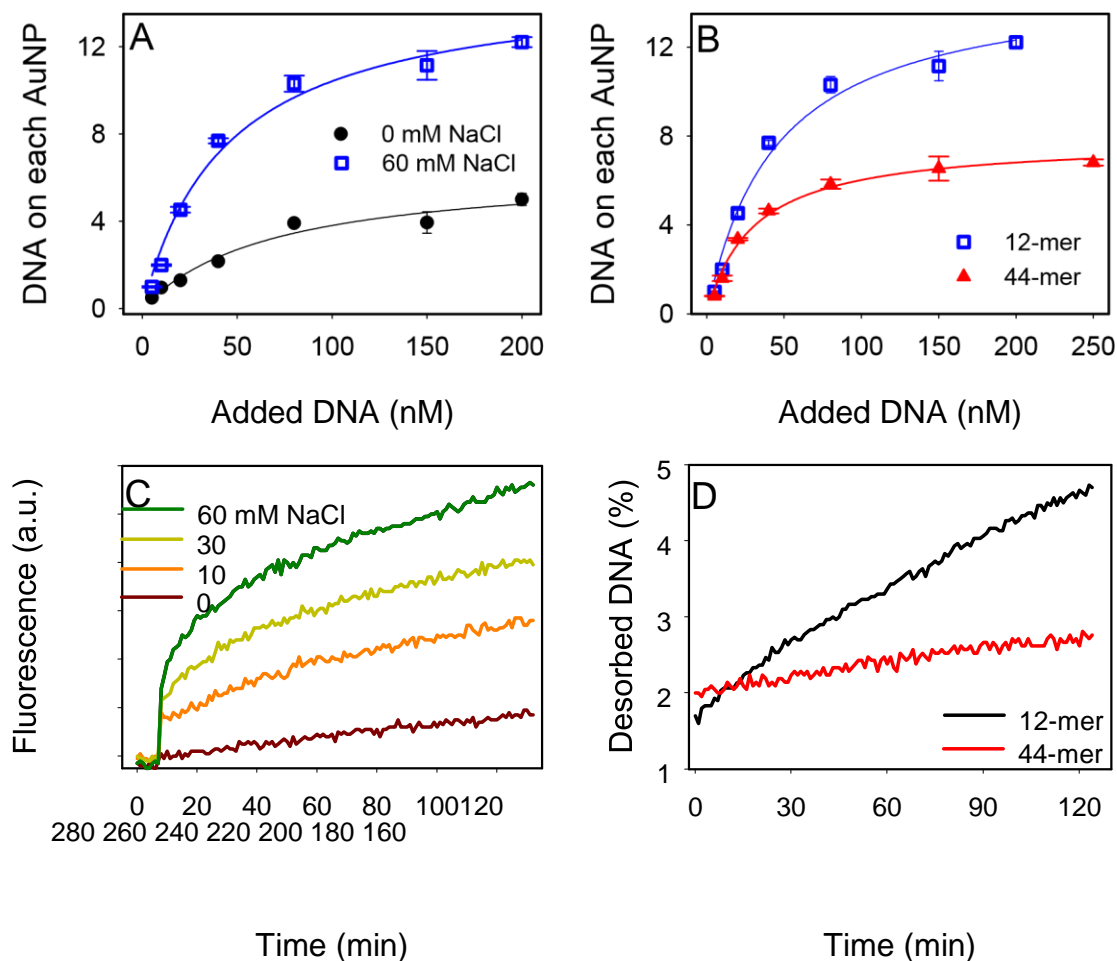 A
12
8
4
0
DNA on each AuNP
0 mM NaCl
60 mM NaCl
0 50 100 150 200
Added DNA (nM)
B
12
8
4
0
DNA on each AuNP
12-mer
44-mer
0 50 100 150 200 250
Added DNA (nM)
C
Fluorescence (a.u.)
60 mM NaCl
30
10
0
0 20 40 60 80 100120
280 260 240 220 200 180 160
Time (min)
D
5
4
3
2
1
Desorbed DNA (%)
12-mer
44-mer
0 30 60 90 120
Time (min)